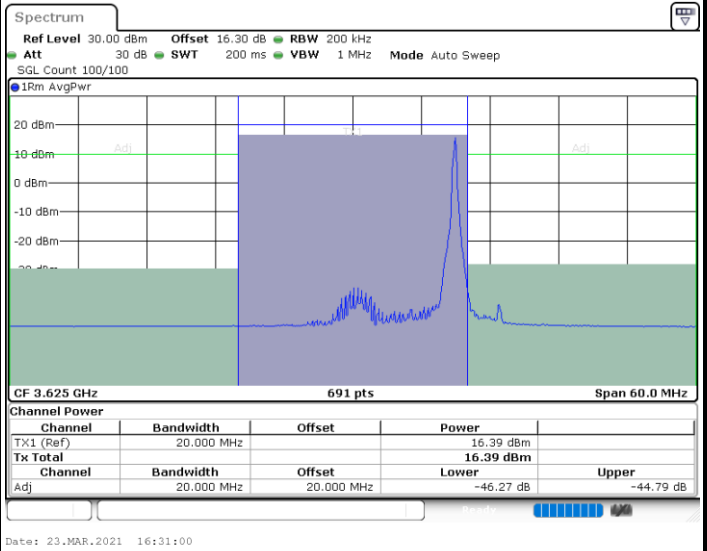 Spectrum
Ref Level 30.00 dBm Offset 16.30 dB RBW 200 kHz
Att 30 dB SWT 200 ms VBW 1 MHz Mode Auto Sweep
SGL Count 100/100
1Rm AvgPwr
20 dBm
TX1
Adj Adj
10 dBm
0 dBm
-10 dBm
-20 dBm
CF 3.625 GHz 691 pts Span 60.0 MHz
Channel Power
Channel Bandwidth Offset Power
TX1 (Ref) 20.000 MHz 16.39 dBm
Tx Total 16.39 dBm
Channel Bandwidth Offset Lower Upper
Adj 20.000 MHz 20.000 MHz -46.27 dB -44.79 dB
Ready
Date: 23.MAR.2021 16:31:00